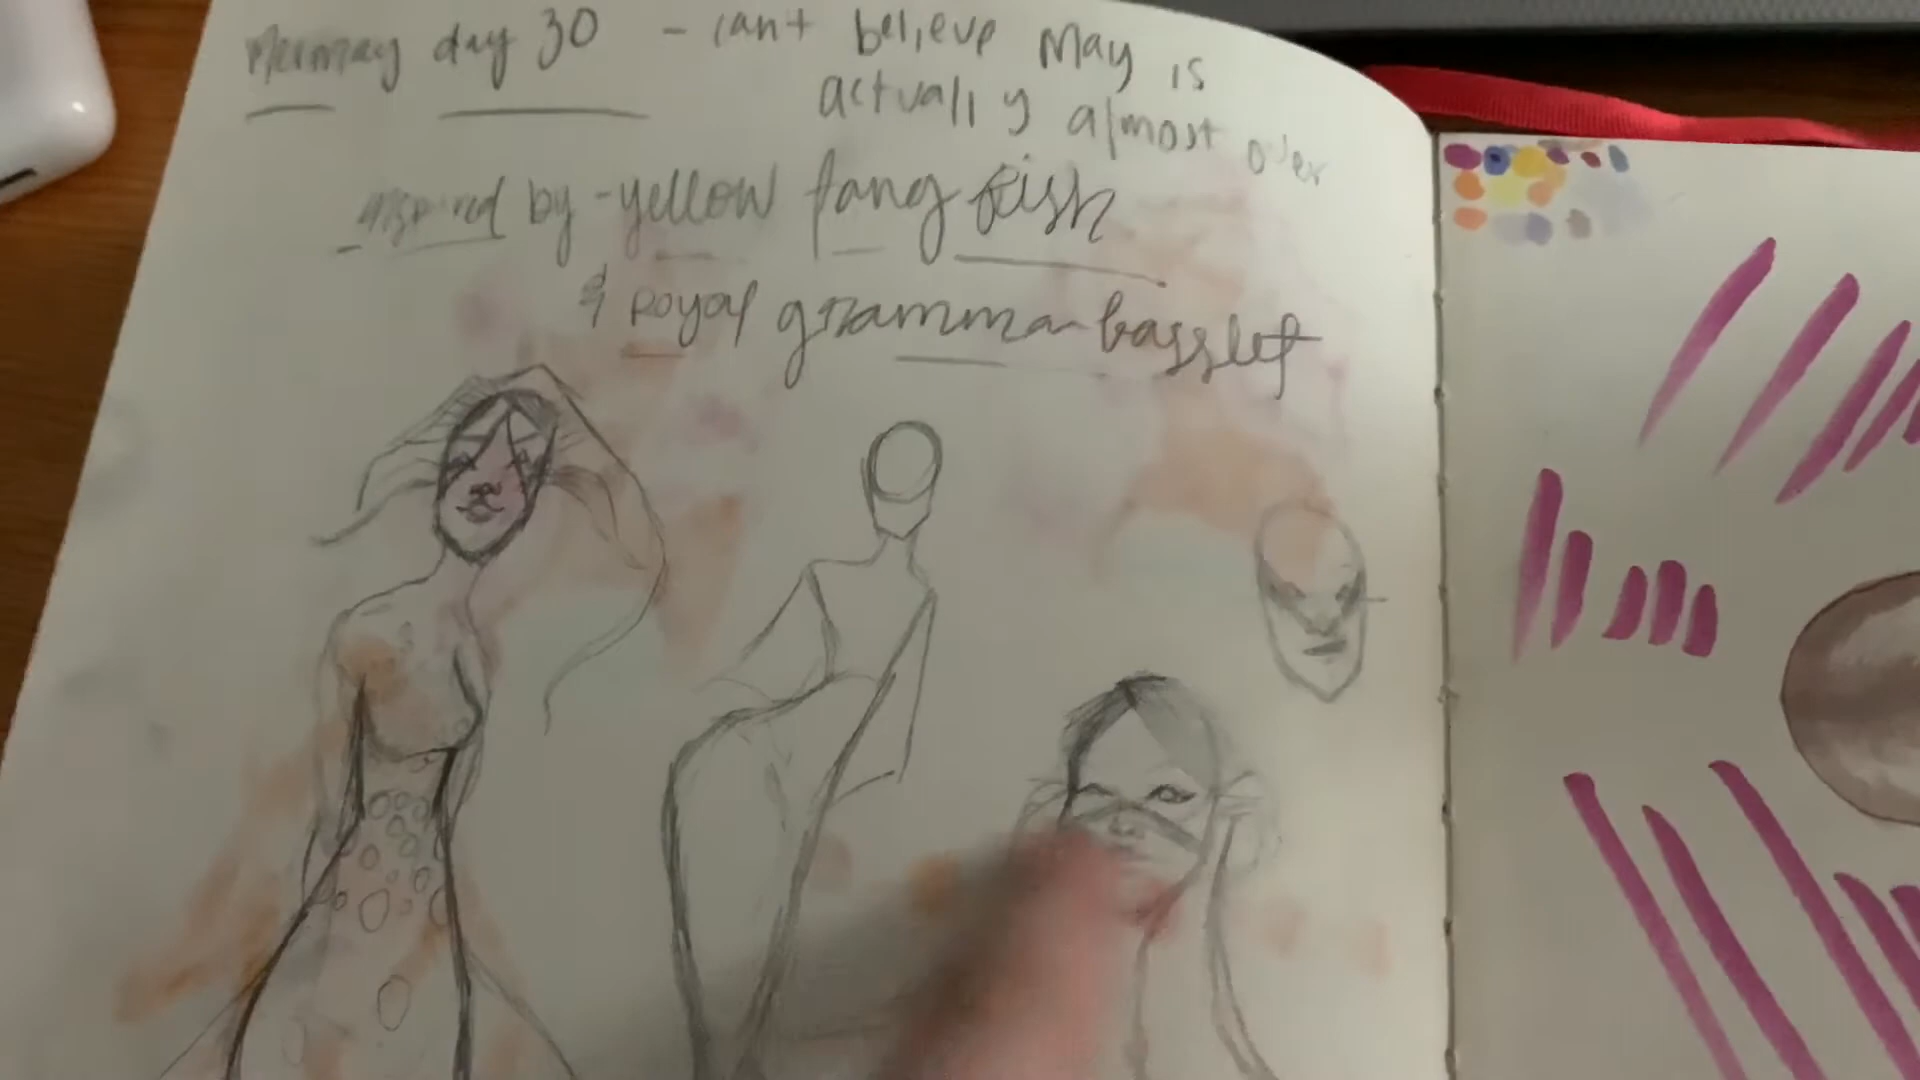 Mermay day 30 - can't believe May is
actually almost over
inspired by - yellow fang fish
& Royal gramma basslet